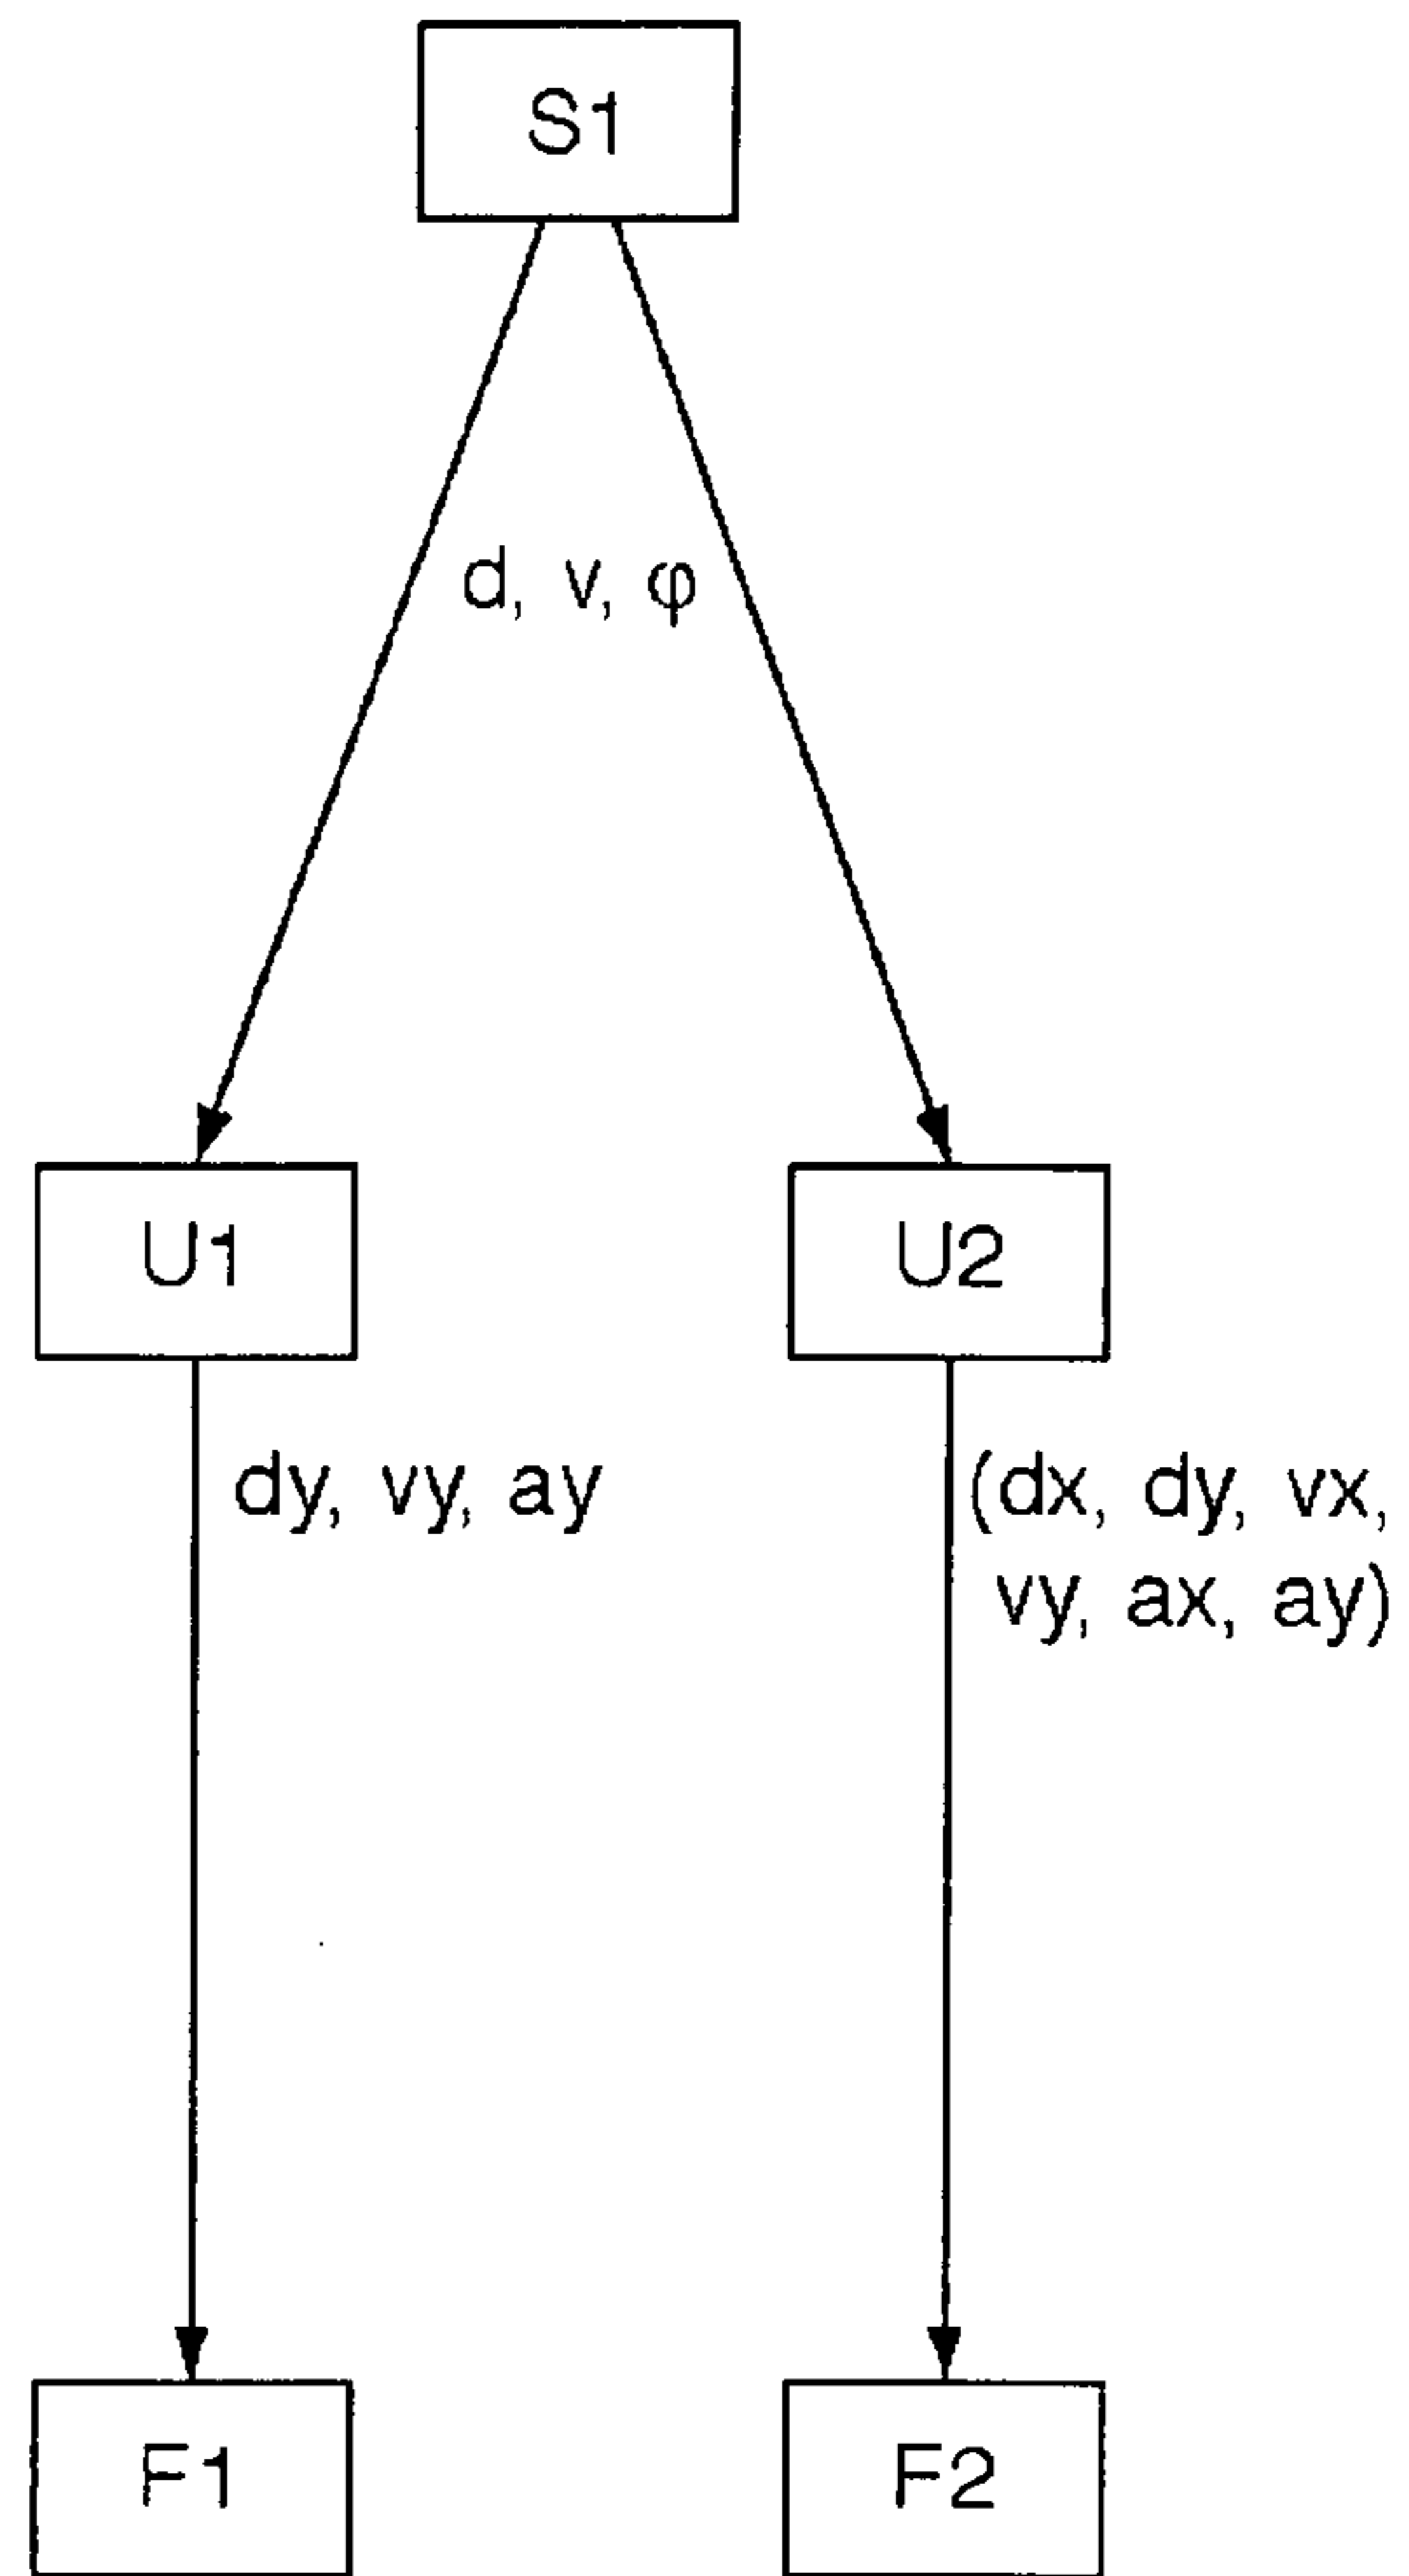 S1
d, v, φ
U1
U2
dy, vy, ay
(dx, dy, vx,
vy, ax, ay)
F1
F2